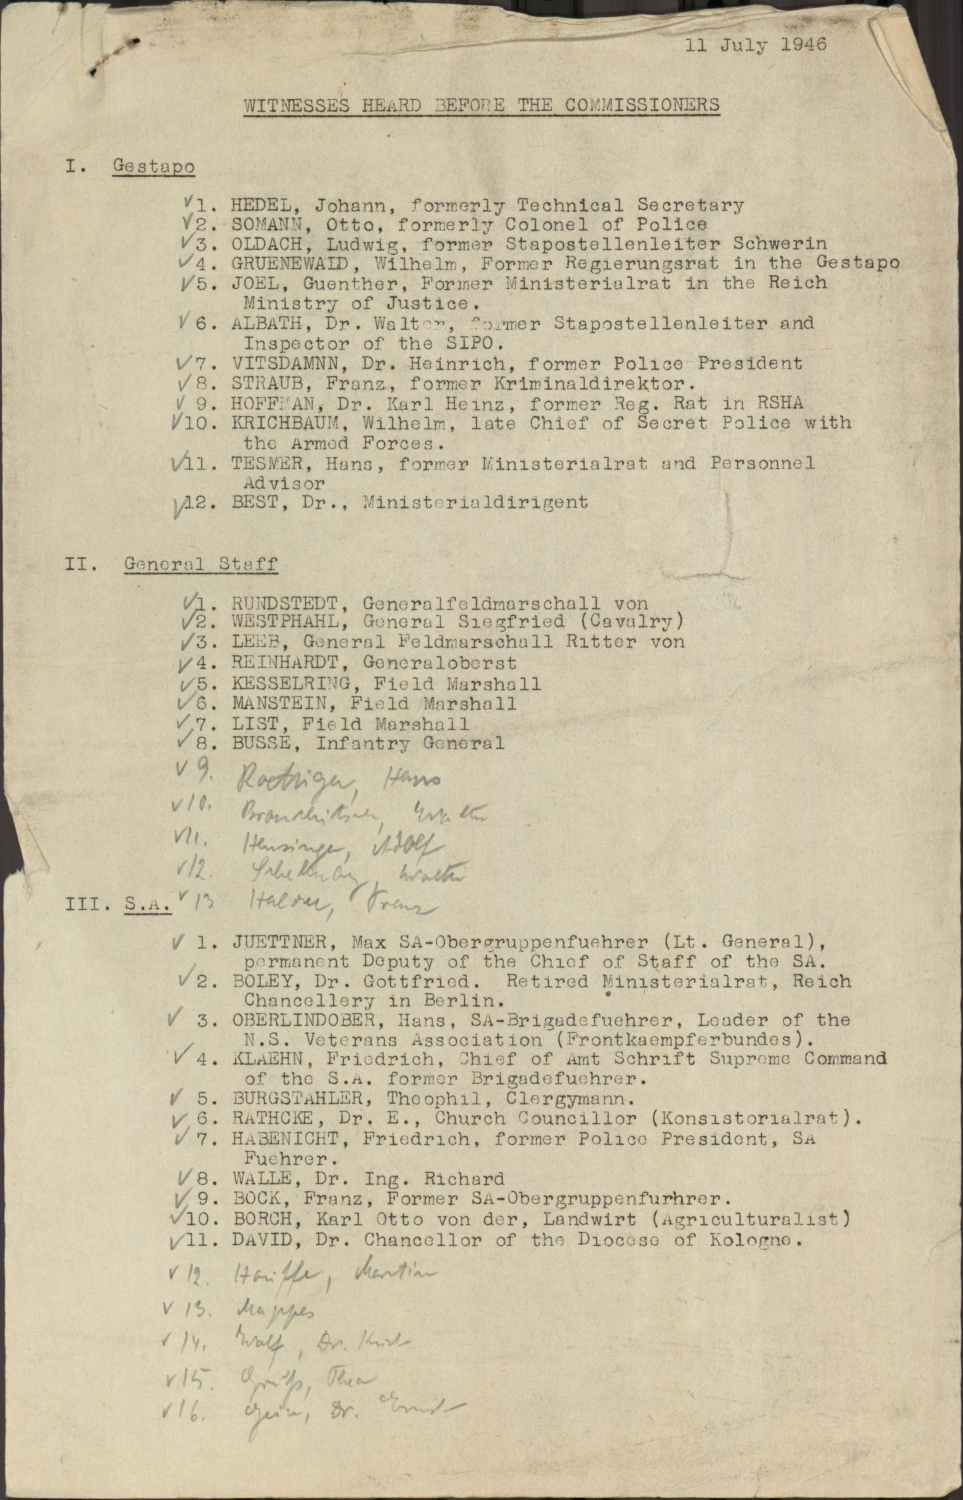 11 July 1946
WITNESSES HEARD BEFORE THE COMMISSIONERS
I. Gestapo
√1. HEDEL, Johann, formerly Technical Secretary
√2. SOMANN, Otto, formerly Colonel of Police
√3. OLDACH, Ludwig, former Stapostellenleiter Schwerin
√4. GRUENEWAlD, Wilhelm, Former Regierungsrat in the Gestapo
√5. JOEL, Guenther, Former Ministerialrat in the Reich
Ministry of Justice.
√6. ALBATH, Dr. Walter, former Stapostellenleiter and
Inspector of the SIPO.
√7. VITSDAMNN, Dr. Heinrich, former Police President
√8. STRAUB, Franz, former Kriminaldirektor.
√ 9. HOFFMAN, Dr. Karl Heinz, former Reg. Rat in RSHA
√10. KRICHBAUM, Wilhelm, late Chief of Secret Police with
the Armed Forces.
√11. TESMER, Hans, former Ministerialrat and Personnel
Advisor
√12. BEST, Dr., Ministerialdirigent
II. General Staff
√1. RUNDSTEDT, Generalfeldmarschall von
√2. WESTPHAHL, General Siegfried (Cavalry)
√3. LEEB, General Feldmarschall Ritter von
√4. REINHARDT, Generaloberst
√5. KESSELRING, Field Marshall
√6. MANSTEIN, Field Marshall
√7. LIST, Field Marshall
√8. BUSSE, Infantry General
√ 9. Roettiger, Hans
√10. Brauchitsch, Walter
√11. Heusinger, Adolf
√12. Schellenberg, Walter
√13 Halder, Franz
III. S.A.
√ 1. JUETTNER, Max SA-Obergruppenfuehrer (Lt. General),
permanent Deputy of the Chief of Staff of the SA.
√2. BOLEY, Dr. Gottfried. Retired Ministerialrat, Reich
Chancellery in Berlin.
√ 3. OBERLINDOBER, Hans, SA-Brigadefuehrer, Leader of the
N.S. Veterans Association (Frontkaempferbundes).
√ 4. KLAEHN, Friedrich, Chief of Amt Schrift Supreme Command
of the S.A. former Brigadefuehrer.
√ 5. BURGSTAHLER, Theophil, Clergymann.
√ 6. RATHCKE, Dr. E., Church Councillor (Konsistorialrat).
√ 7. HABENICHT, Friedrich, former Police President, SA
Fuehrer.
√8. WALLE, Dr. Ing. Richard
√9. BOCK, Franz, Former SA-Obergruppenfurhrer.
√10. BORCH, Karl Otto von der, Landwirt (Agriculturalist)
√11. DAVID, Dr. Chancellor of the Diocese of Kologne.
√ 12. Hauffe, Martin
√ 13. Mappes
√ 14. Wolf, Dr.
√15.
√16. Dr. Ernst